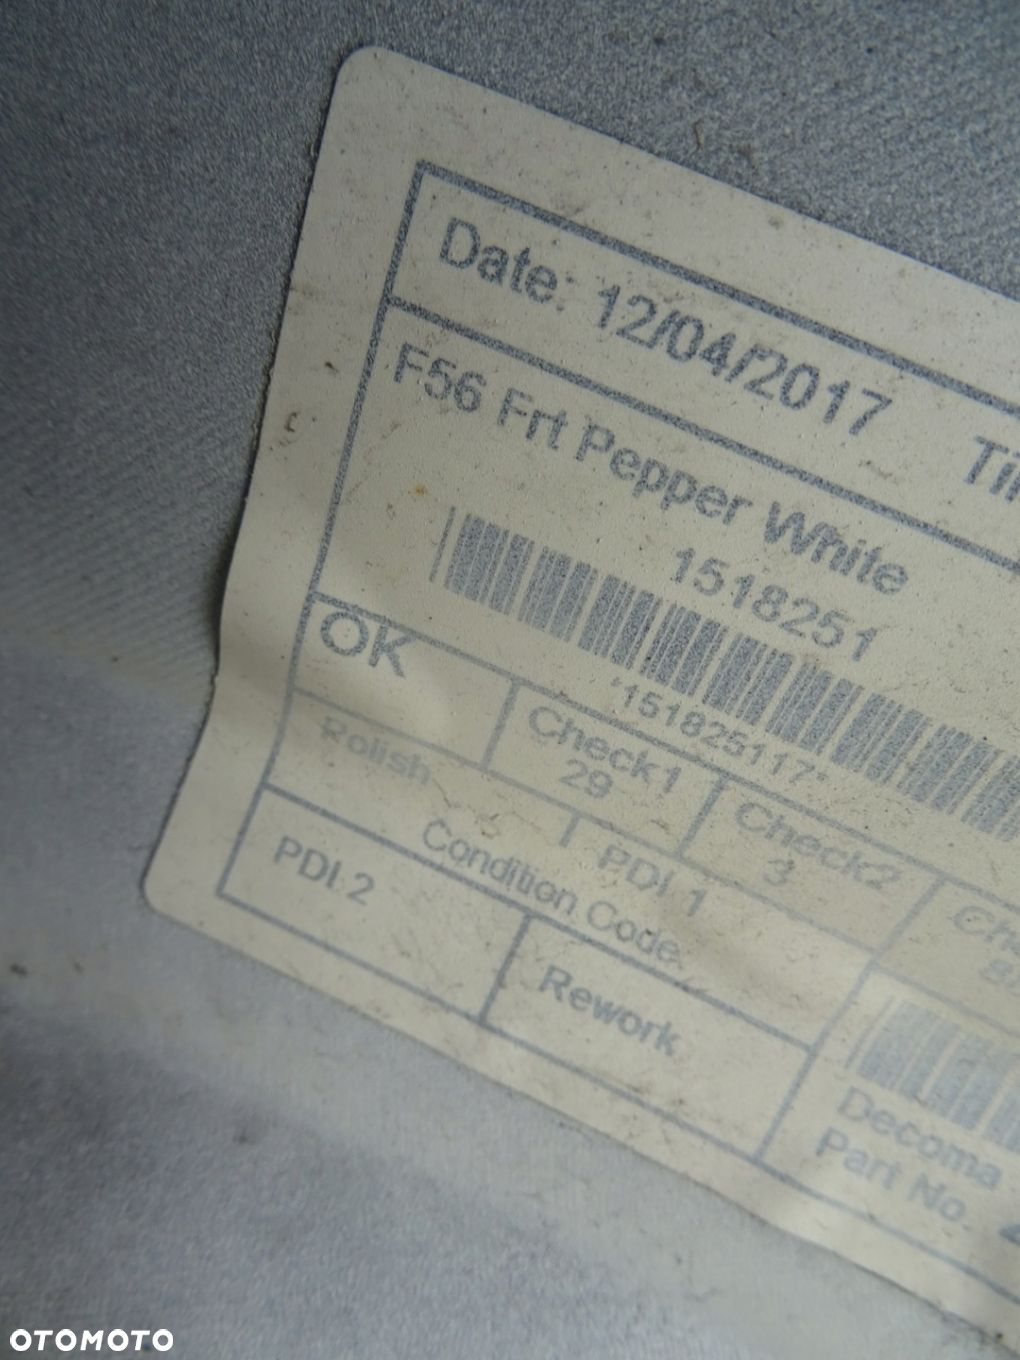 Date: 12/04/2017
F56 Frt Pepper White
1518251
*151825117*
OK
Check1
29
Check2
3
Polish
PDI 1
Condition Code
PDI 2
Rework
Decoma
Part No
OTOMOTO